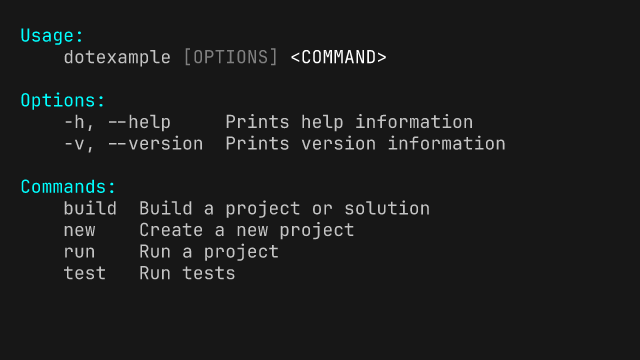 Usage:
dotexample [OPTIONS] <COMMAND>
Options:
-h, --help Prints help information
-v, --version Prints version information
Commands:
build Build a project or solution
new Create a new project
run Run a project
test Run tests